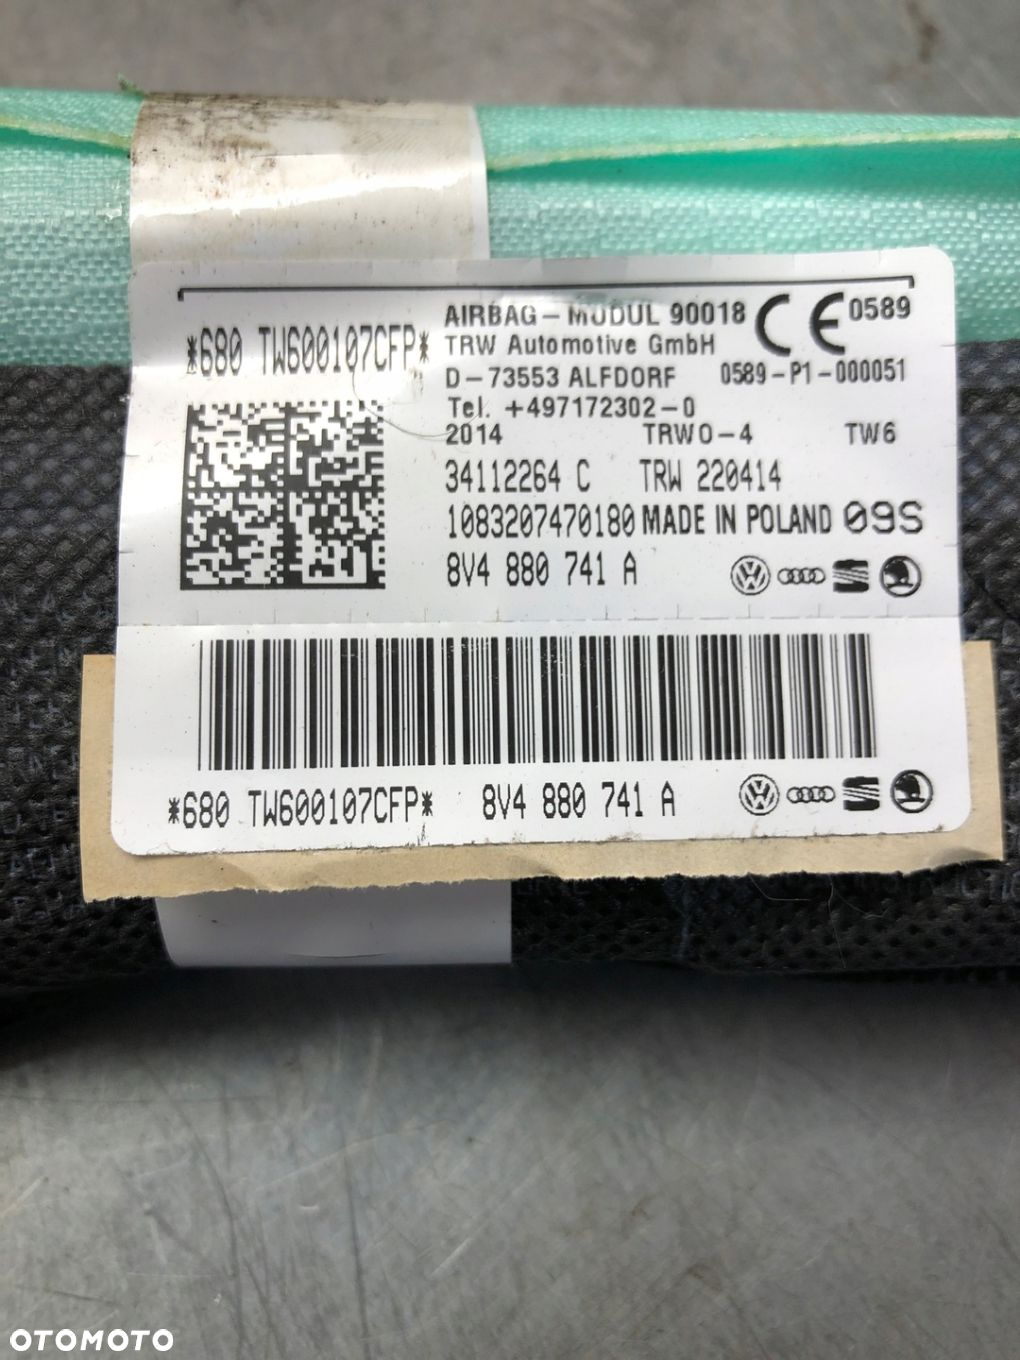 *680 TW600107CFP*
AIRBAG-MODUL 90018
CE 0589
TRW Automotive GmbH
D-73553 ALFDORF 0589-P1-000051
Tel. +497172302-0
2014 TRWO-4 TW6
34112264 C TRW 220414
1083207470180 MADE IN POLAND 09S
8V4 880 741 A
*680 TW600107CFP* 8V4 880 741 A
OTOMOTO